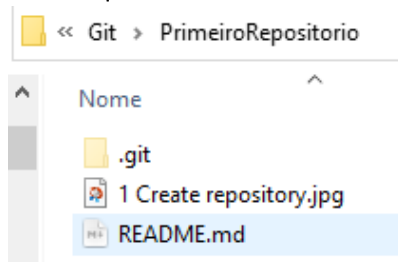 « Git > PrimeiroRepositorio
Nome
.git
1 Create repository.jpg
README.md